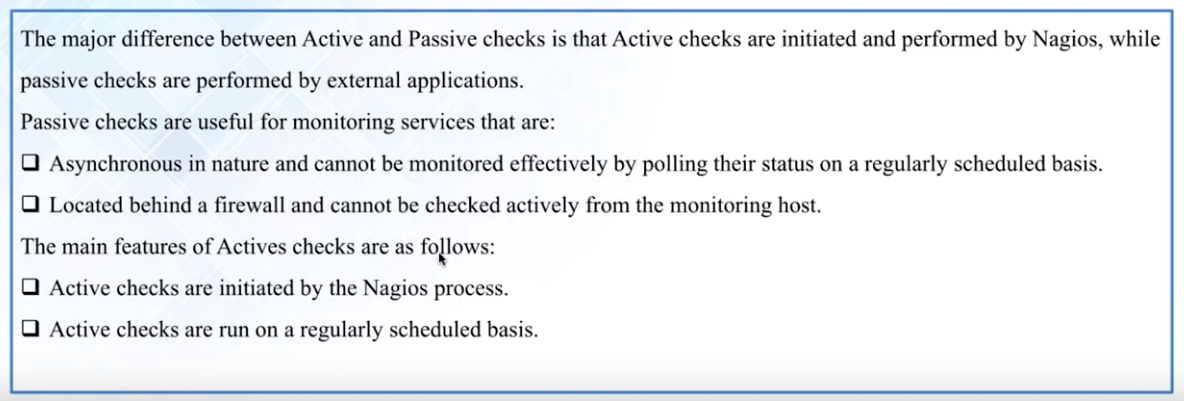 The major difference between Active and Passive checks is that Active checks are initiated and performed by Nagios, while
passive checks are performed by external applications.
Passive checks are useful for monitoring services that are:
❑ Asynchronous in nature and cannot be monitored effectively by polling their status on a regularly scheduled basis.
❑ Located behind a firewall and cannot be checked actively from the monitoring host.
The main features of Actives checks are as follows:
❑ Active checks are initiated by the Nagios process.
❑ Active checks are run on a regularly scheduled basis.